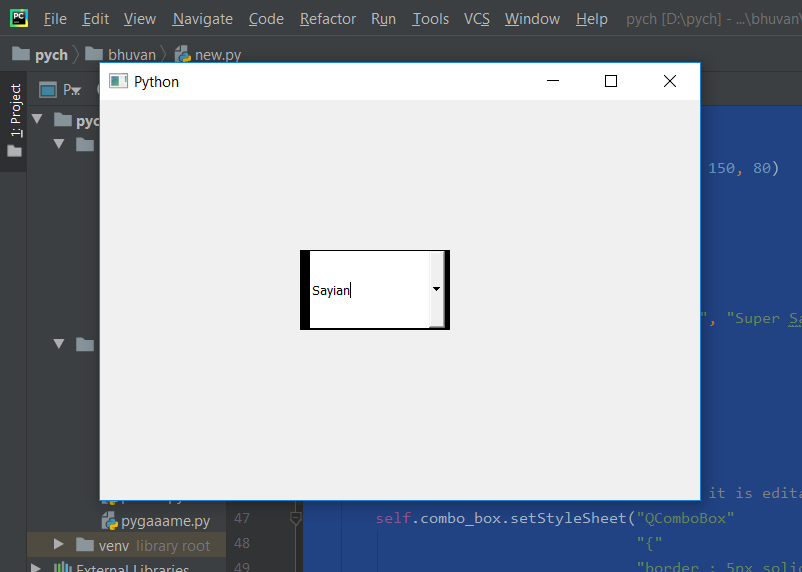 PC File Edit View Navigate Code Refactor Run Tools VCS Window Help pych [D:\pych] - ...\bhuvan\
pych bhuvan new.py
1: Project
P...
Python
pyc
150, 80)
Sayian
", "Super Sa
it is edita
pygaaame.py
47 self.combo_box.setStyleSheet("QComboBox"
venv library root
48 "{"
External Libraries
49 "border : 5px solid